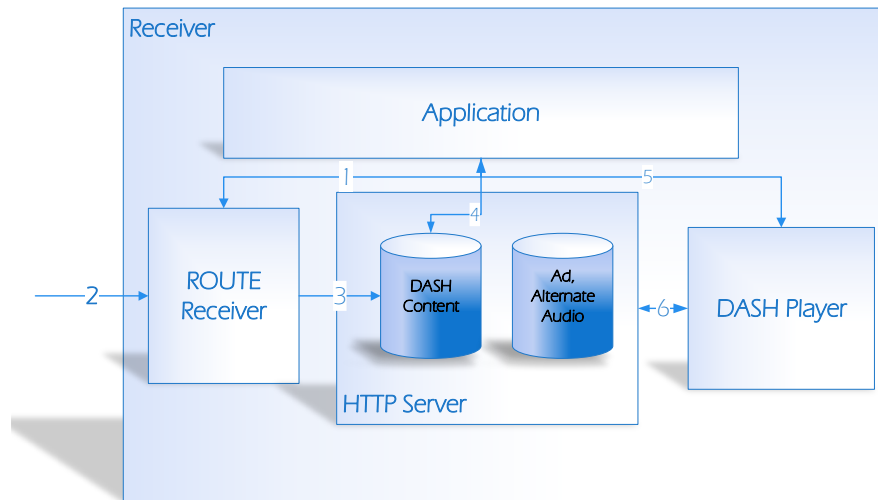 Receiver
Application
1
5
4
ROUTE
Receiver
2
3
DASH
Content
Ad,
Alternate
Audio
6
DASH Player
HTTP Server